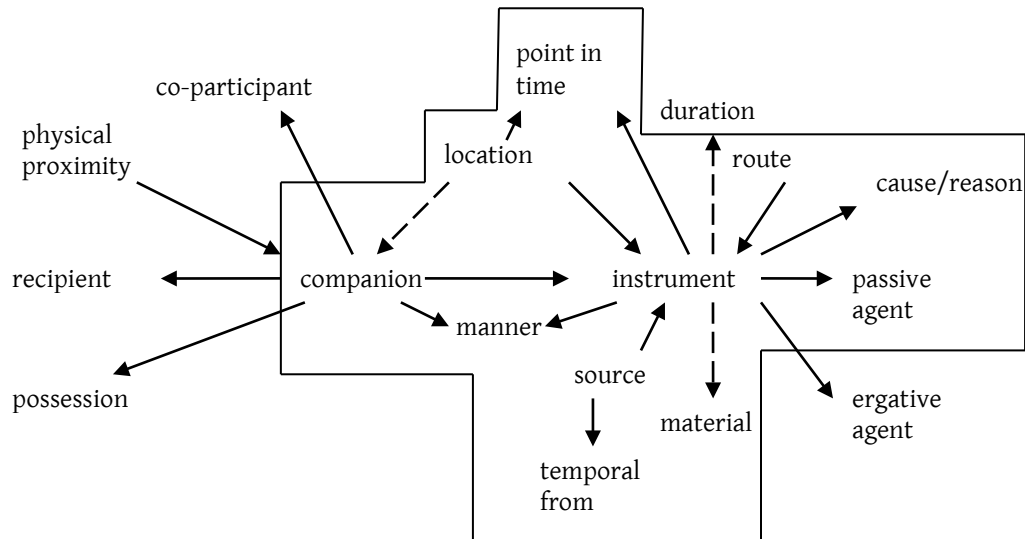 point in
time
co-participant
duration
physical
proximity
location
route
cause/reason
recipient
companion
instrument
passive
agent
manner
source
possession
material
ergative
agent
temporal
from